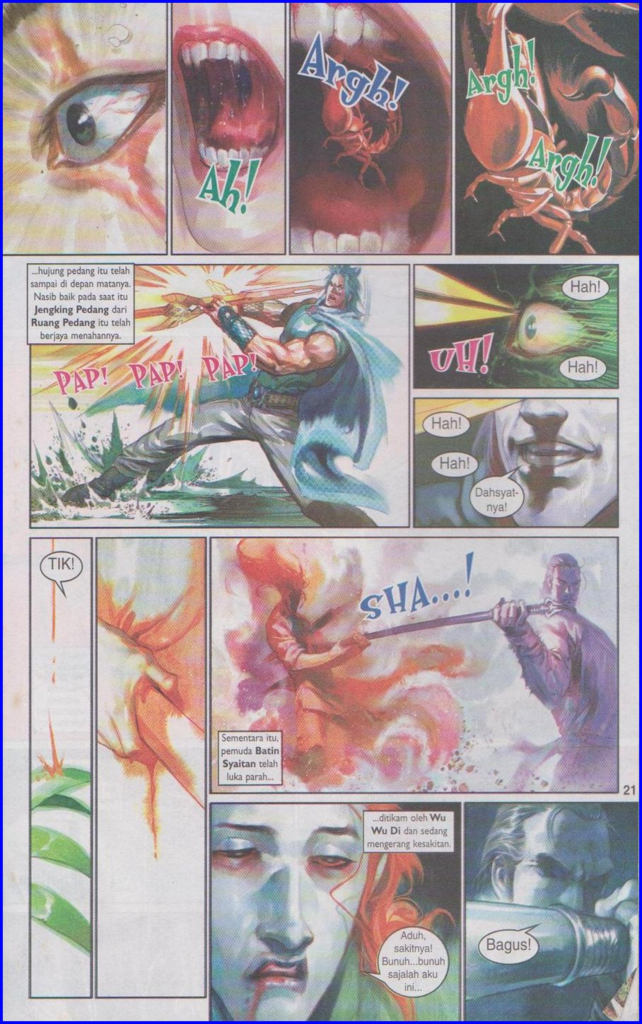 Ah!
Argh!
Argh!
Argh!
...hujung pedang itu telah
sampai di depan matanya.
Nasib baik pada saat itu
Jengking Pedang dari
Ruang Pedang itu telah
berjaya menahannya.
PAP! PAP! PAP!
Hah!
UH!
Hah!
Hah!
Hah!
Dahsyat-
nya!
TIK!
SHA...!
Sementara itu,
pemuda Batin
Syaitan telah
luka parah...
21
...ditikam oleh Wu
Wu Di dan sedang
mengerang kesakitan.
Aduh,
sakitnya!
Bunuh...bunuh
sajalah aku
ini...
Bagus!